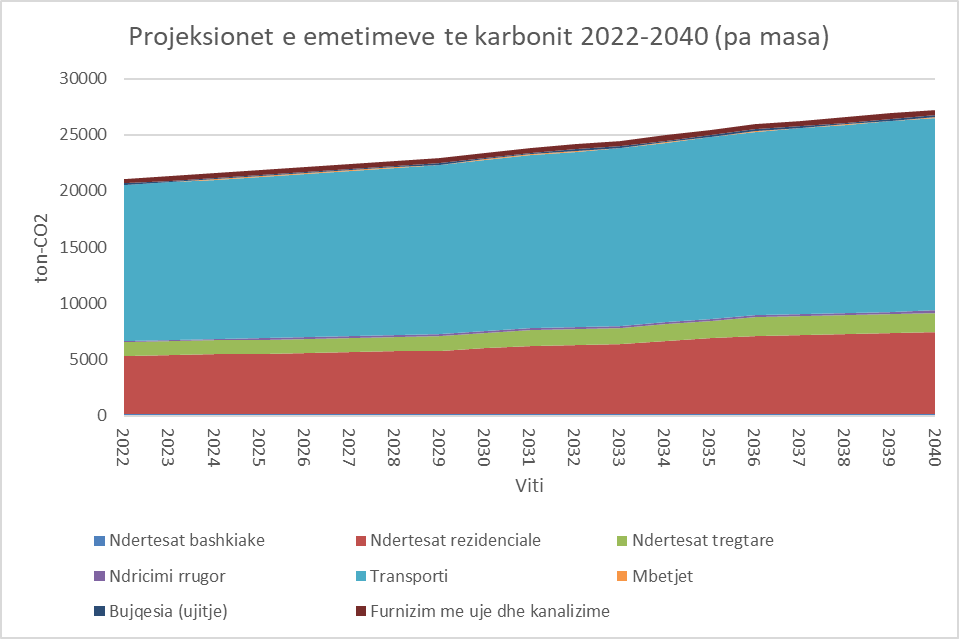 Projeksionet e emetimeve te karbonit 2022-2040 (pa masa)
30000
25000
20000
15000
10000
5000
0
ton-CO2
2022
2023
2024
2025
2026
2027
2028
2029
2030
2031
2032
2033
2034
2035
2036
2037
2038
2039
2040
Viti
Ndertesat bashkiake
Ndertesat rezidenciale
Ndertesat tregtare
Ndricimi rrugor
Transporti
Mbetjet
Bujqesia (ujitje)
Furnizim me uje dhe kanalizime